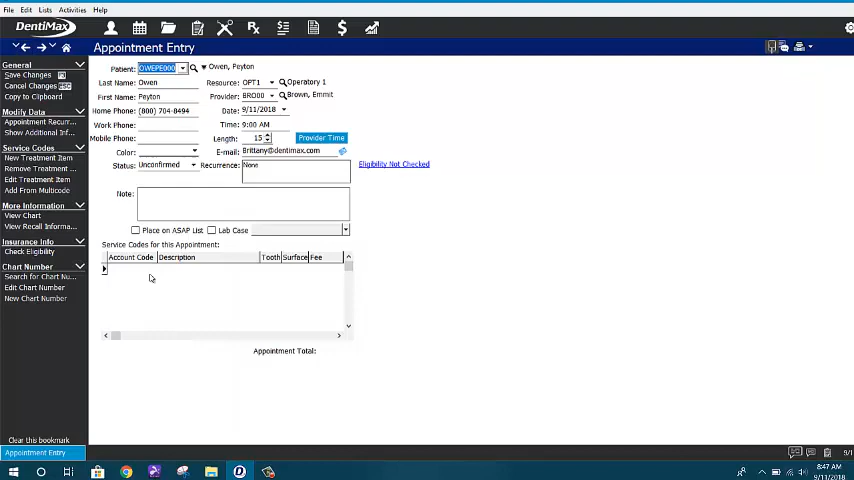 File Edit Lists Activities Help
DentiMax
Appointment Entry
General
Save Changes
Cancel Changes ESC
Copy to Clipboard
Modify Data
Appointment Recurr...
Show Additional Inf...
Service Codes
New Treatment Item
Remove Treatment ...
Edit Treatment Item
Add From Multicode
More Information
View Chart
View Recall Informa...
Insurance Info
Check Eligibility
Chart Number
Search for Chart Nu...
Edit Chart Number
New Chart Number
Clear this bookmark
Appointment Entry
Patient: OWEPE000 Owen, Peyton
Last Name: Owen Resource: OPT1 Operatory 1
First Name: Peyton Provider: BRO00 Brown, Emmit
Home Phone: (800) 704-8494 Date: 9/11/2018
Work Phone: Time: 9:00 AM
Mobile Phone: Length: 15 Provider Time
Color: E-mail: Brittany@dentimax.com
Status: Unconfirmed Recurrence: None Eligibility Not Checked
Note:
Place on ASAP List Lab Case
Service Codes for this Appointment:
Account Code Description Tooth Surface Fee
Appointment Total:
9/1
8:47 AM
9/11/2018